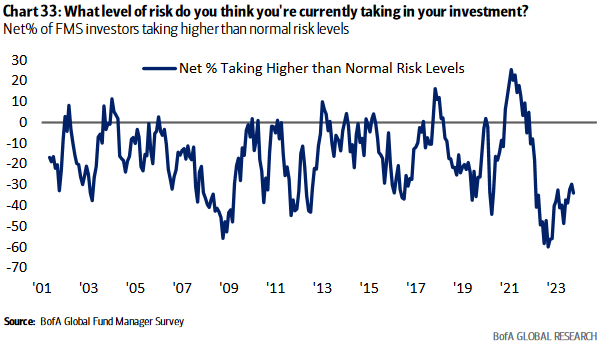 Chart 33: What level of risk do you think you're currently taking in your investment?
Net% of FMS investors taking higher than normal risk levels
Net % Taking Higher than Normal Risk Levels
30
20
10
0
-10
-20
-30
-40
-50
-60
-70
'01 '03 '05 '07 '09 '11 '13 '15 '17 '19 '21 '23
Source: BofA Global Fund Manager Survey
BofA GLOBAL RESEARCH